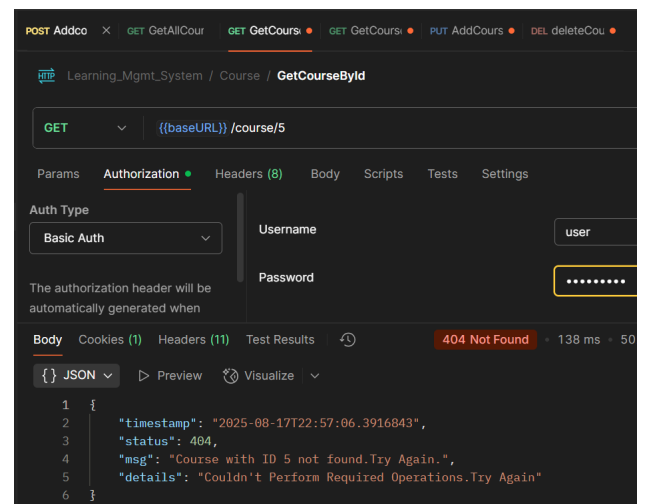 POST Addco × GET GetAllCour GET GetCours GET GetCours PUT AddCours DEL deleteCou
HTTP Learning_Mgmt_System / Course / GetCourseById
GET {{baseURL}} /course/5
Params Authorization Headers (8) Body Scripts Tests Settings
Auth Type
Basic Auth
Username user
Password •••••••••
The authorization header will be
automatically generated when
Body Cookies (1) Headers (11) Test Results 404 Not Found 138 ms 50
{} JSON Preview Visualize
1 {
2 "timestamp": "2025-08-17T22:57:06.3916843",
3 "status": 404,
4 "msg": "Course with ID 5 not found.Try Again.",
5 "details": "Couldn't Perform Required Operations.Try Again"
6 }